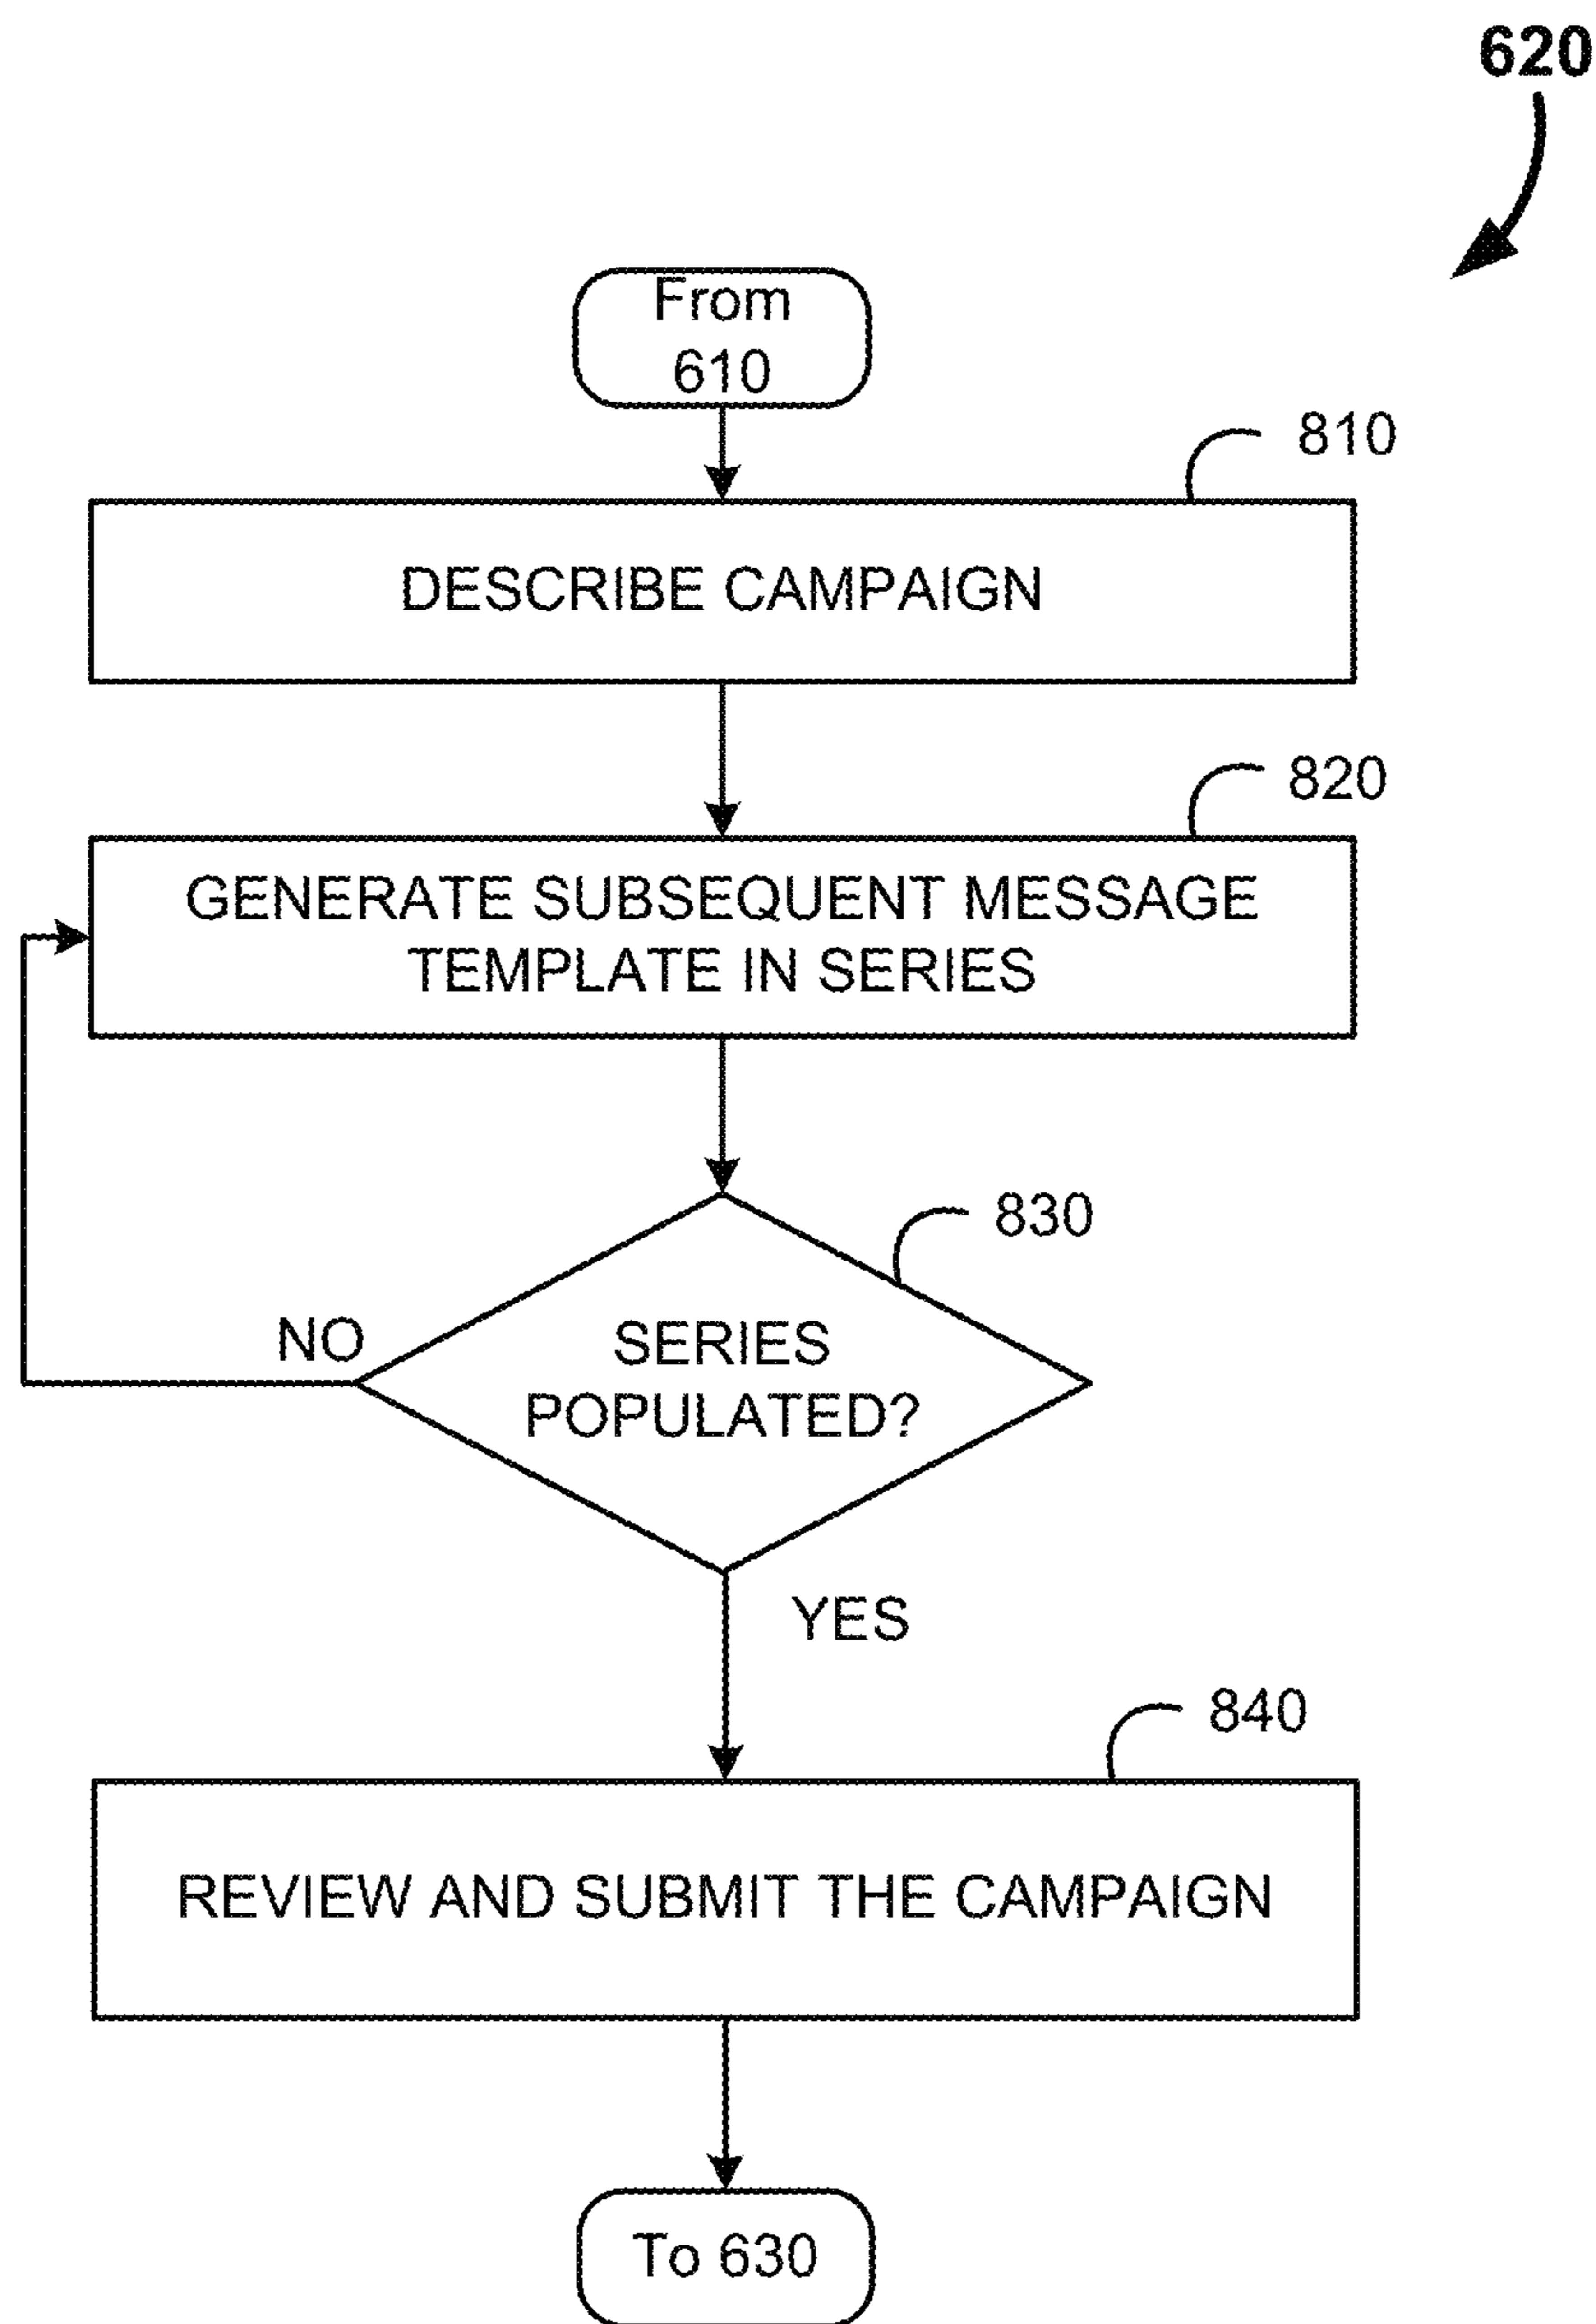 620
From
610
810
DESCRIBE CAMPAIGN
820
GENERATE SUBSEQUENT MESSAGE
TEMPLATE IN SERIES
830
NO
SERIES
POPULATED?
YES
840
REVIEW AND SUBMIT THE CAMPAIGN
To 630